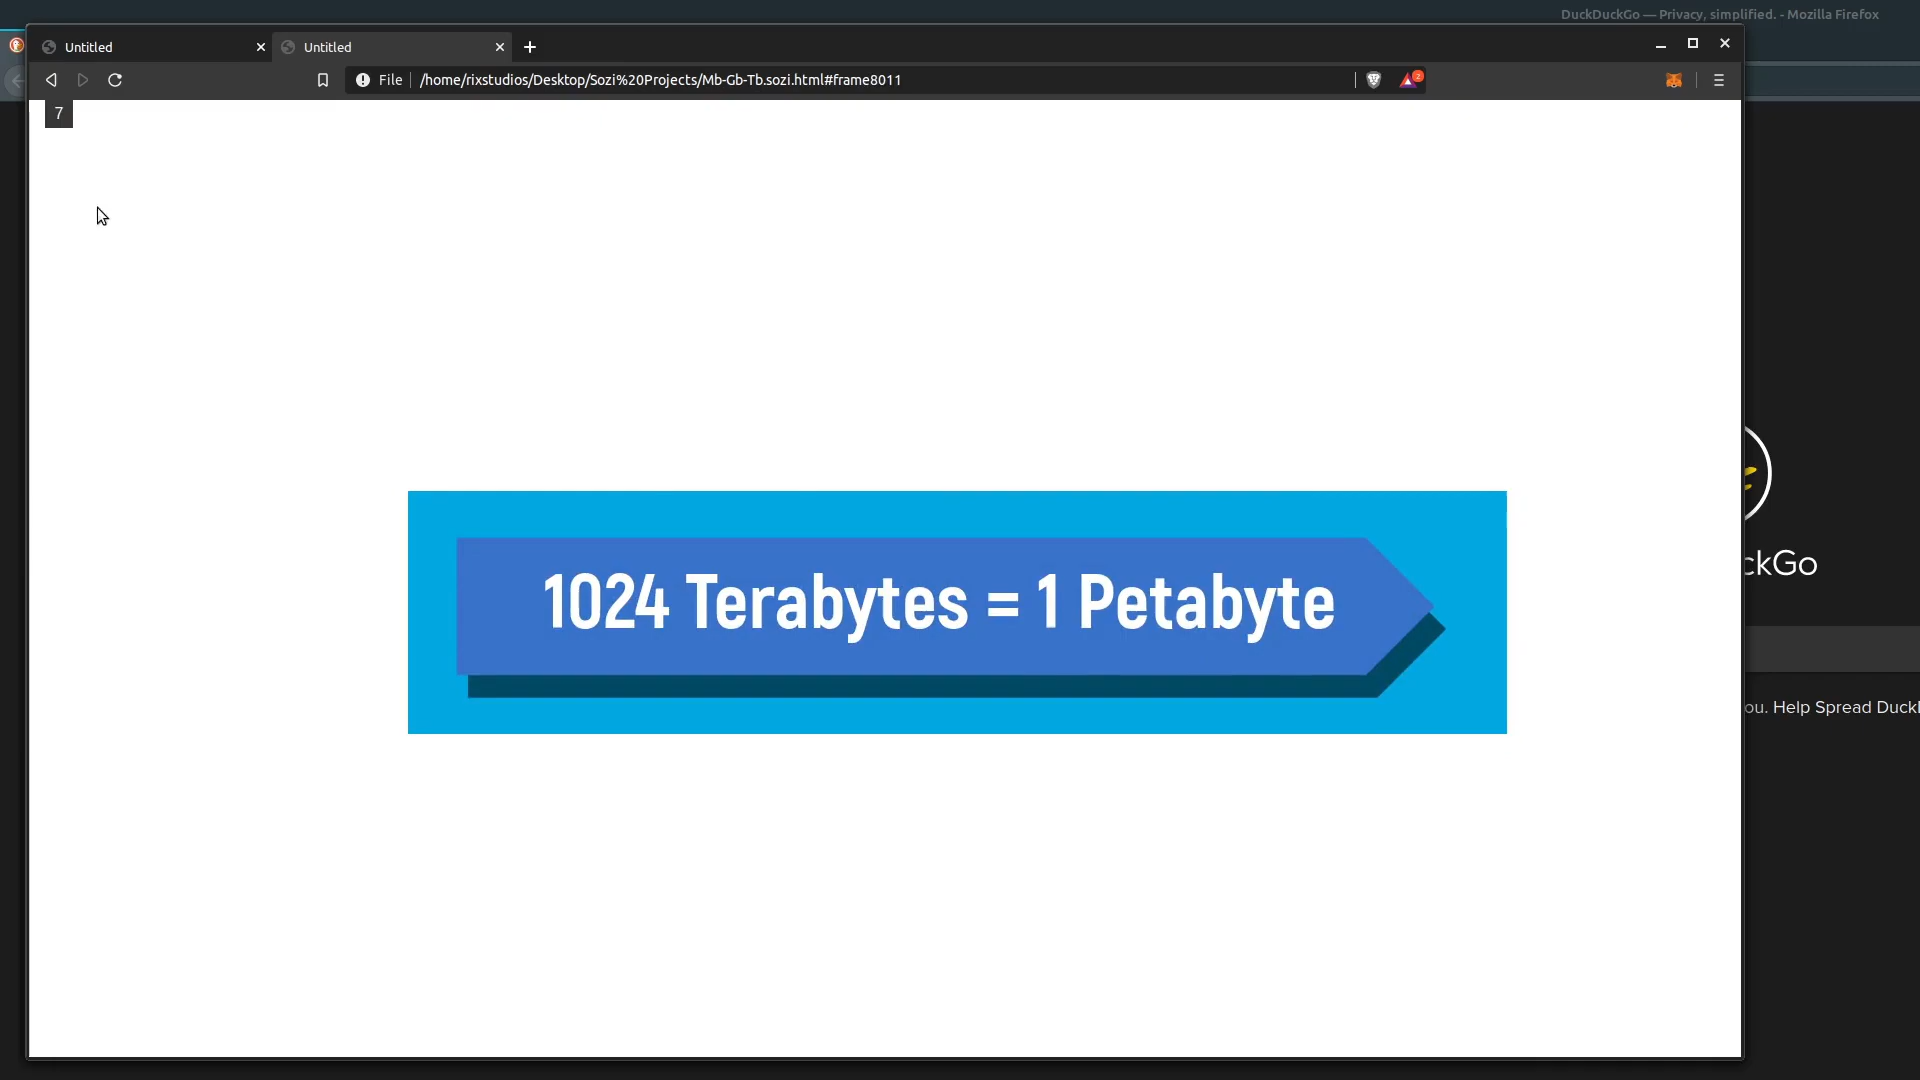 DuckDuckGo — Privacy, simplified. - Mozilla Firefox
Untitled
Untitled
File
/home/rixstudios/Desktop/Sozi%20Projects/Mb-Gb-Tb.sozi.html#frame8011
2
7
1024 Terabytes = 1 Petabyte
ckGo
ou. Help Spread Duck